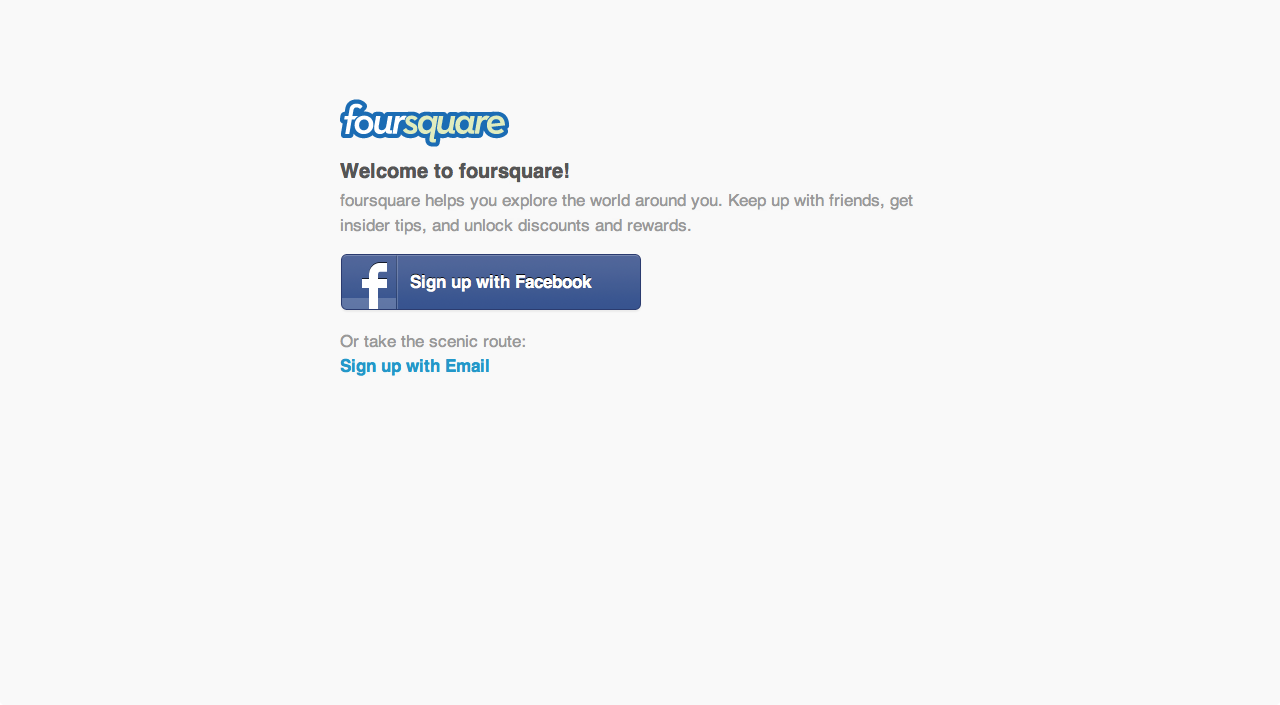 foursquare
Welcome to foursquare!
foursquare helps you explore the world around you. Keep up with friends, get
insider tips, and unlock discounts and rewards.
f Sign up with Facebook
Or take the scenic route:
Sign up with Email